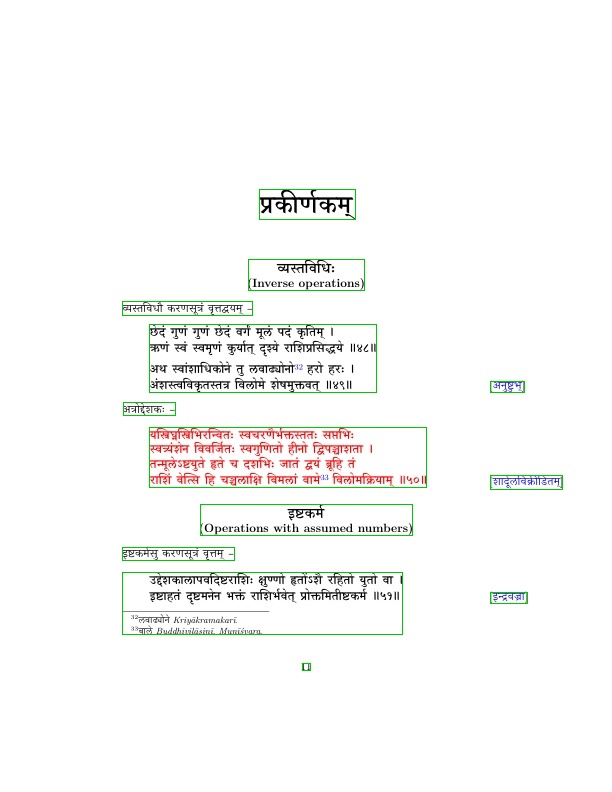 प्रकीर्णकम्
व्यस्तविधिः
(Inverse operations)
व्यस्तविधौ करणसूत्रं वृत्तद्वयम् –
छेदं गुणं गुणं छेदं वर्गं मूलं पदं कृतिम् ।
ऋणं स्वं स्वमृणं कुर्यात् दृश्ये राशिप्रसिद्धये ॥४८॥
अथ स्वांशाधिकोने तु लवाढ्योनो³² हरो हरः ।
अंशस्त्वविकृतस्तत्र विलोमे शेषमुक्तवत् ॥४९॥ अनुष्टुभ्
अत्रोद्देशकः –
यस्त्रिघ्नस्त्रिभिरन्वितः स्वचरणैर्भक्तस्ततः सप्तभिः
स्वत्र्यंशेन विवर्जितः स्वगुणितो हीनो द्विपञ्चाशता ।
तन्मूलेऽष्टयुते हृते च दशभिः जातं द्वयं ब्रूहि तं
राशिं वेत्सि हि चञ्चलाक्षि विमलां वामे³³ विलोमक्रियाम् ॥५०॥ शार्दूलविक्रीडितम्
इष्टकर्म
(Operations with assumed numbers)
इष्टकर्मसु करणसूत्रं वृत्तम् –
उद्देशकालापवदिष्टराशिः क्षुण्णो हृतोंऽशै रहितो युतो वा ।
इष्टाहतं दृष्टमनेन भक्तं राशिर्भवेत् प्रोक्तमितीष्टकर्म ॥५१॥ इन्द्रवज्रा
³²लवाढ्योने Kriyākramakarī.
³³बाले Buddhivilāsinī, Munīśvara.